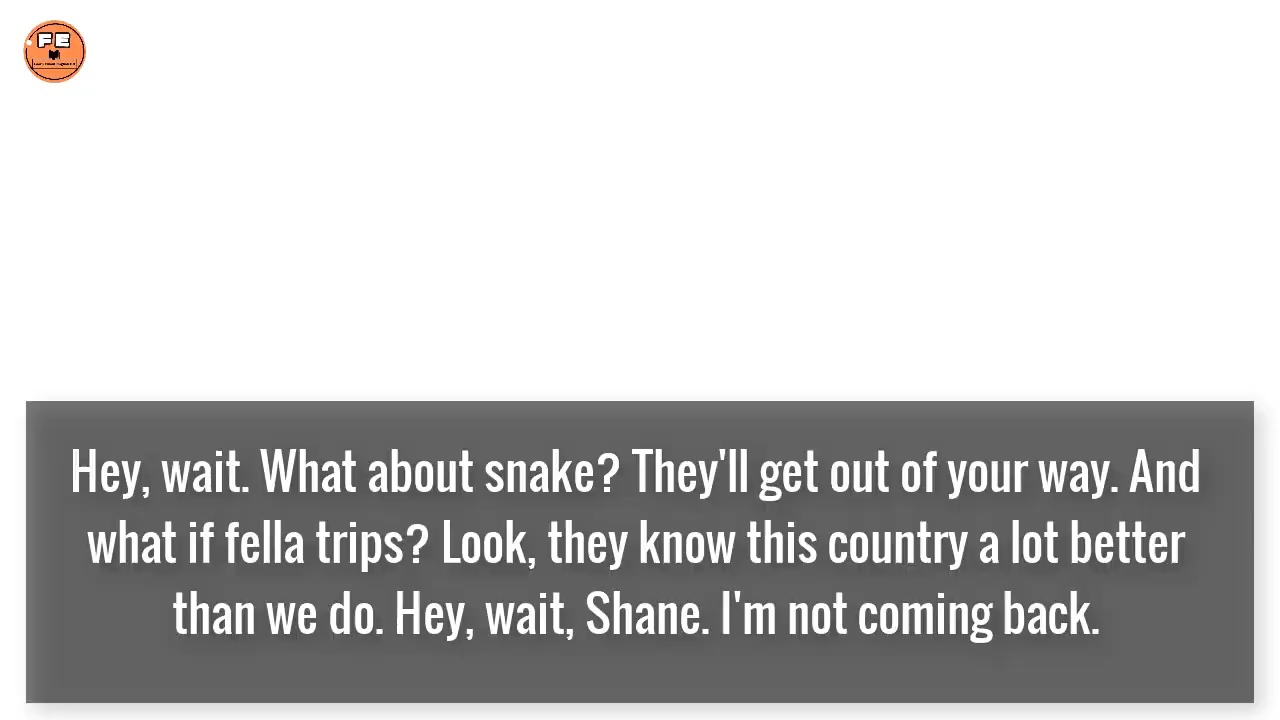 FE
Hey, wait. What about snake? They'll get out of your way. And
what if fella trips? Look, they know this country a lot better
than we do. Hey, wait, Shane. I'm not coming back.